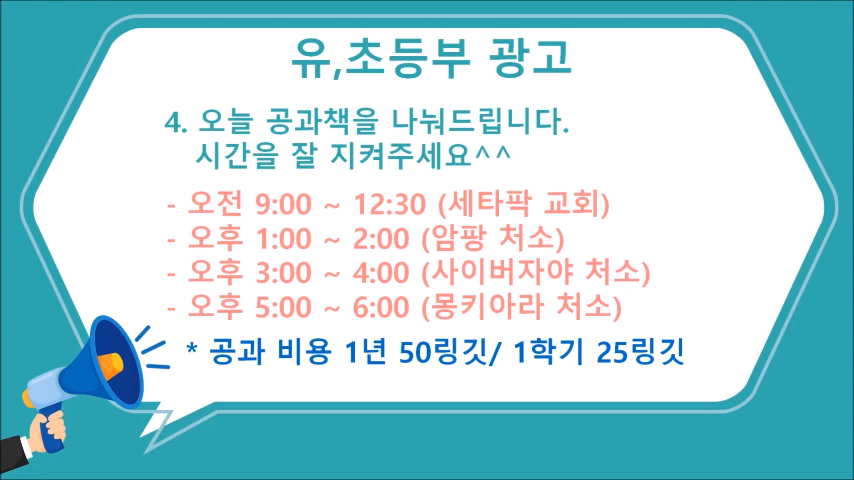 유,초등부 광고
4. 오늘 공과책을 나눠드립니다.
시간을 잘 지켜주세요^^
- 오전 9:00 ~ 12:30 (세타팍 교회)
- 오후 1:00 ~ 2:00 (암팡 처소)
- 오후 3:00 ~ 4:00 (사이버자야 처소)
- 오후 5:00 ~ 6:00 (몽키아라 처소)
* 공과 비용 1년 50링깃/ 1학기 25링깃